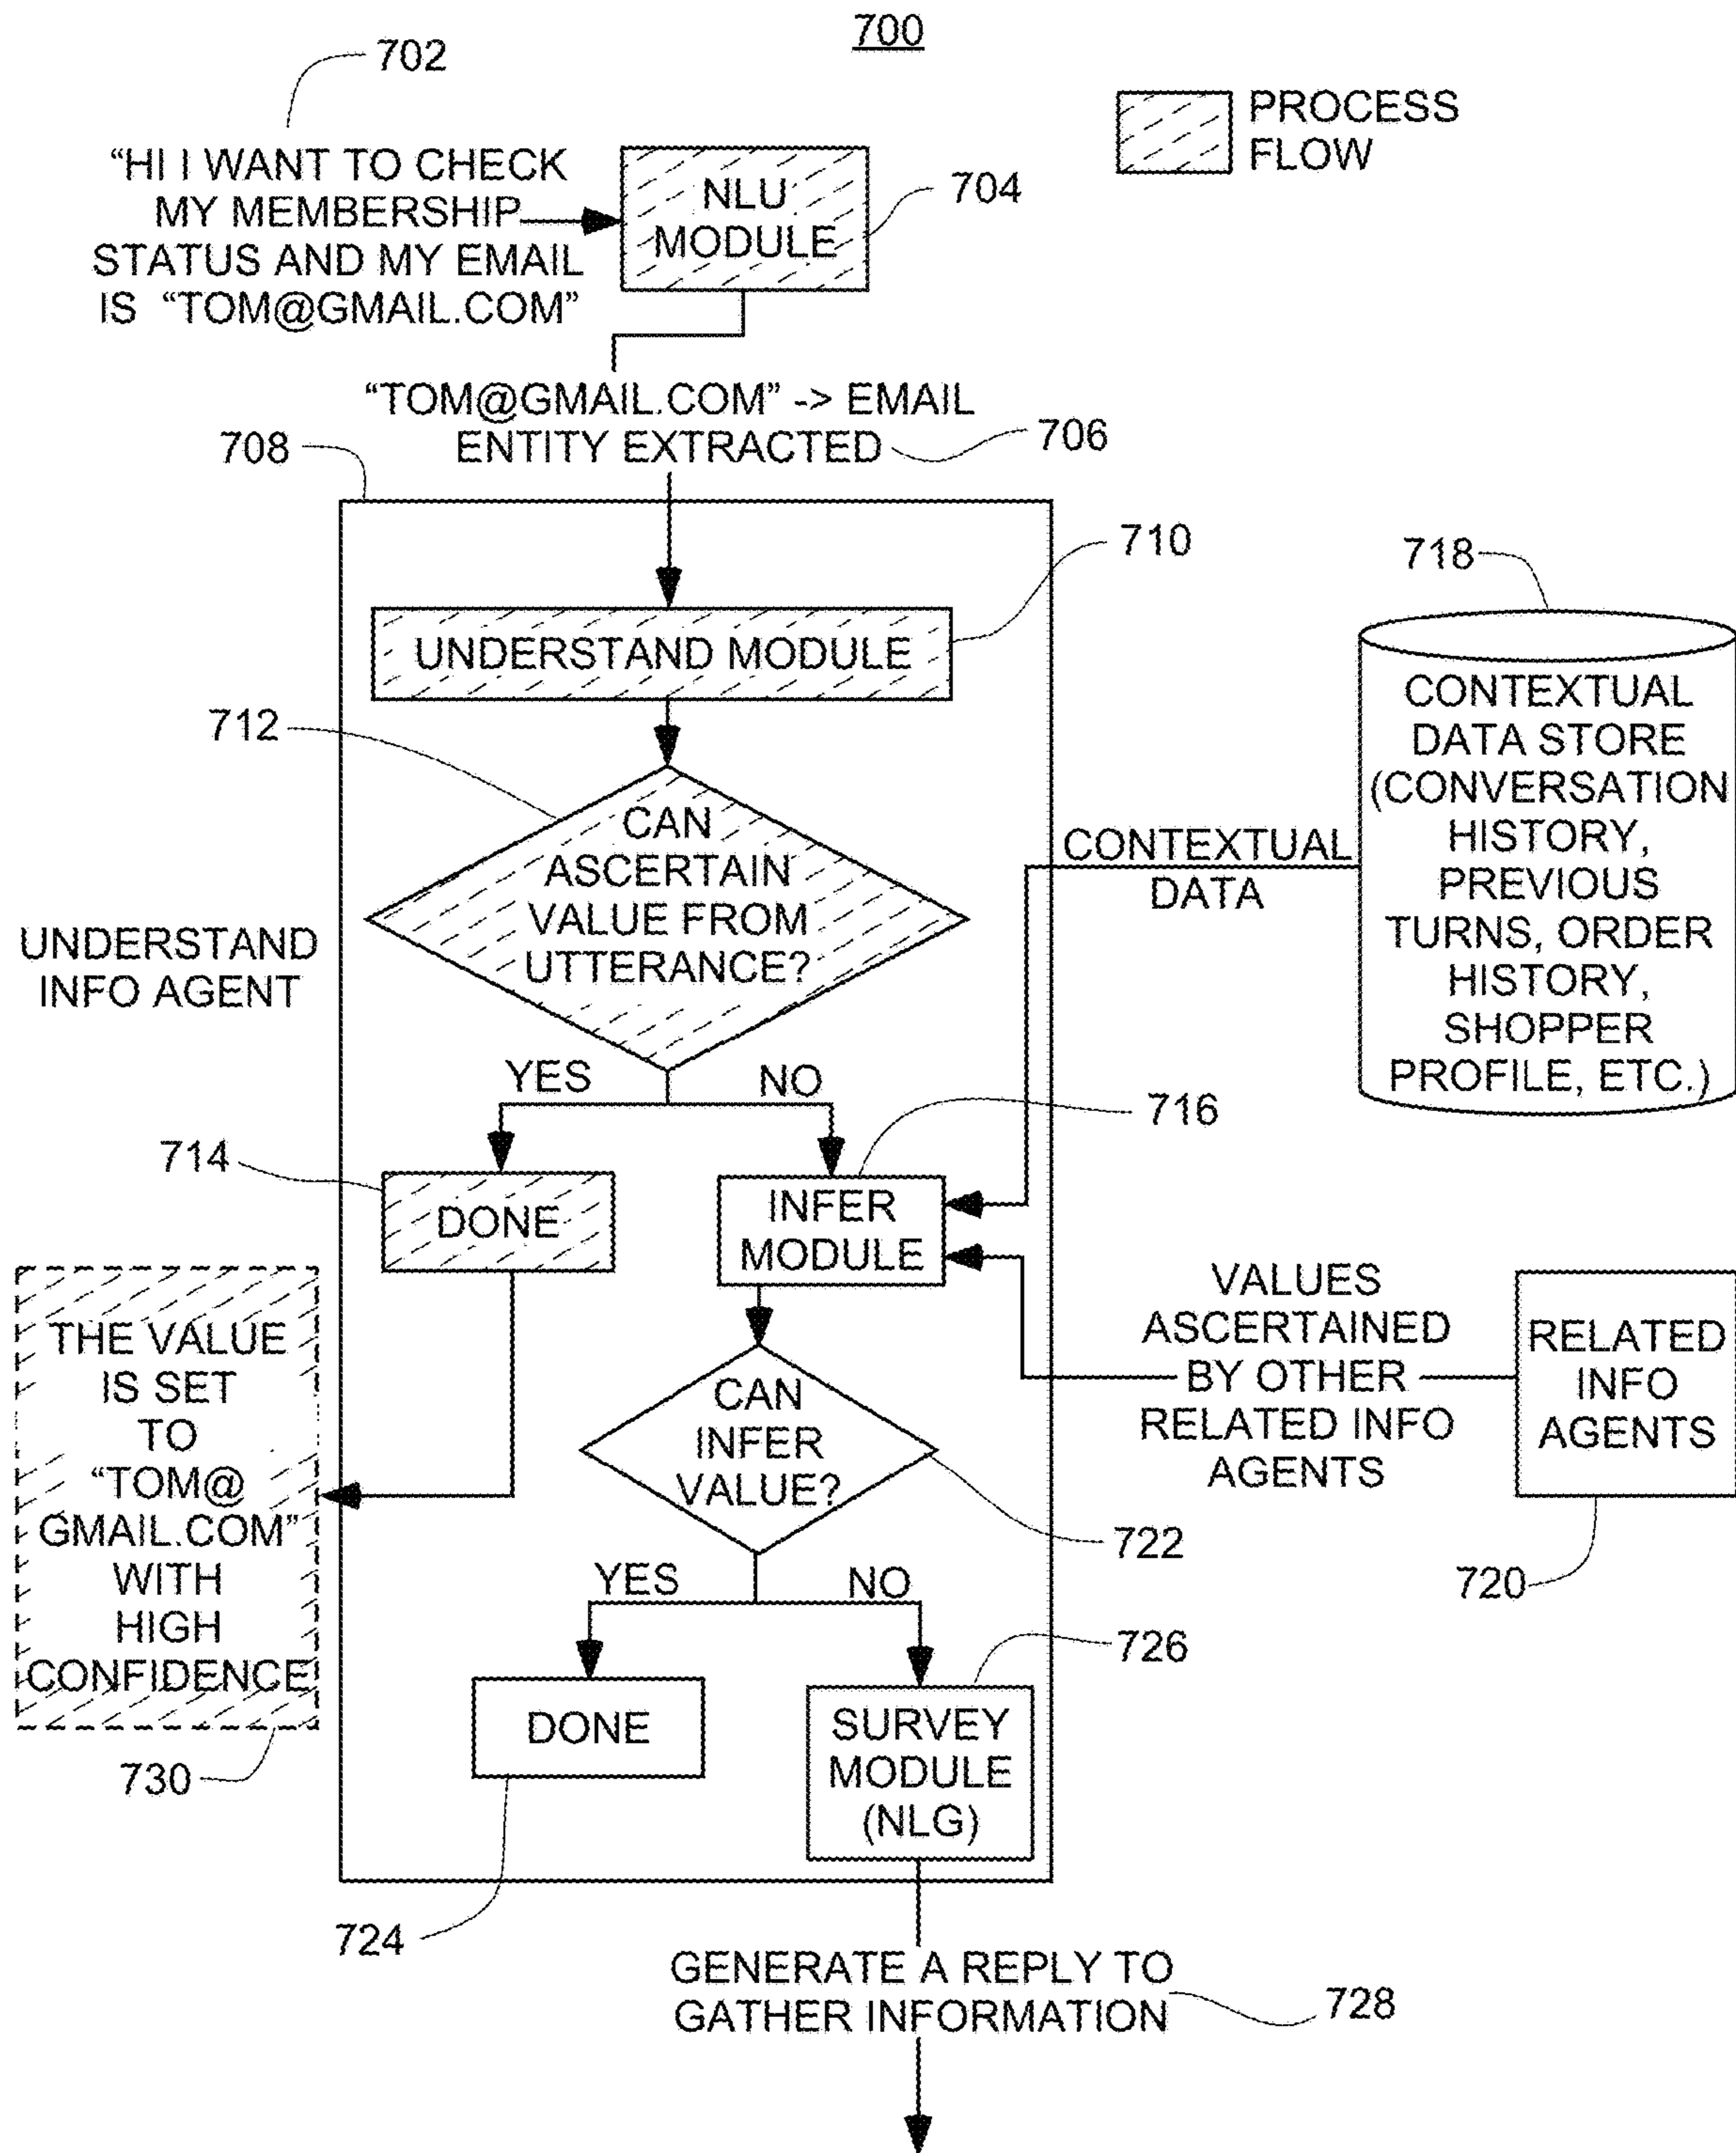 700
702
PROCESS
FLOW
“HI I WANT TO CHECK
MY MEMBERSHIP
STATUS AND MY EMAIL
IS “TOM@GMAIL.COM”
NLU
MODULE
704
“TOM@GMAIL.COM” -> EMAIL
ENTITY EXTRACTED
706
708
710
UNDERSTAND MODULE
712
718
CONTEXTUAL
DATA STORE
(CONVERSATION
HISTORY,
PREVIOUS
TURNS, ORDER
HISTORY,
SHOPPER
PROFILE, ETC.)
CAN
ASCERTAIN
VALUE FROM
UTTERANCE?
CONTEXTUAL
DATA
UNDERSTAND
INFO AGENT
YES
NO
716
714
DONE
INFER
MODULE
VALUES
ASCERTAINED
BY OTHER
RELATED INFO
AGENTS
RELATED
INFO
AGENTS
720
THE VALUE
IS SET
TO
“TOM@
GMAIL.COM”
WITH
HIGH
CONFIDENCE
730
CAN
INFER
VALUE?
722
YES
NO
726
DONE
SURVEY
MODULE
(NLG)
724
GENERATE A REPLY TO
GATHER INFORMATION
728